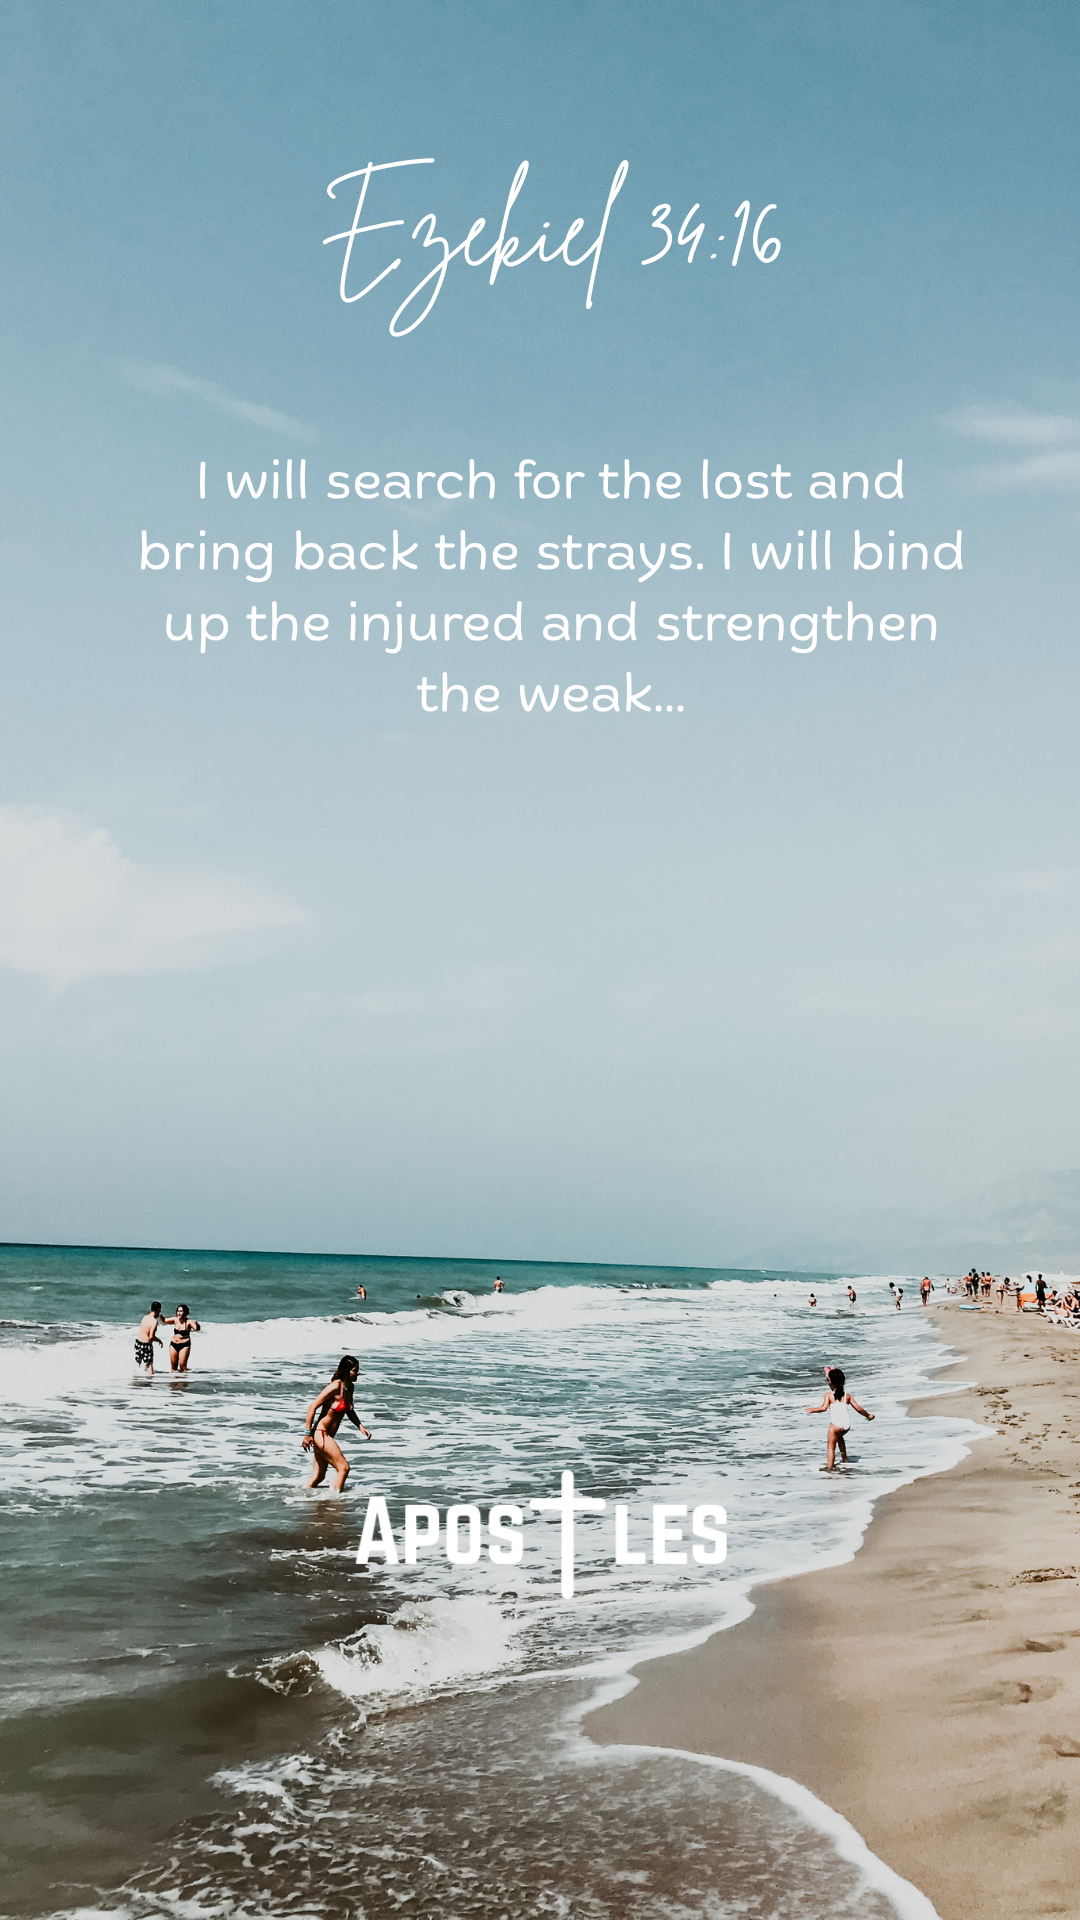 Ezekiel 34:16
I will search for the lost and
bring back the strays. I will bind
up the injured and strengthen
the weak...
APOSTLES